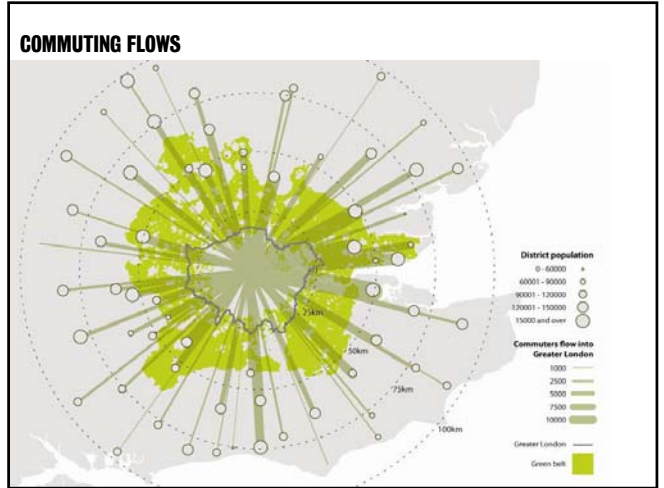 COMMUTING FLOWS
25km
50km
75km
100km
District population
0 - 60000
60001 - 90000
90001 - 120000
120001 - 150000
15000 and over
Commuters flow into
Greater London
1000
2500
5000
7500
10000
Greater London
Green belt